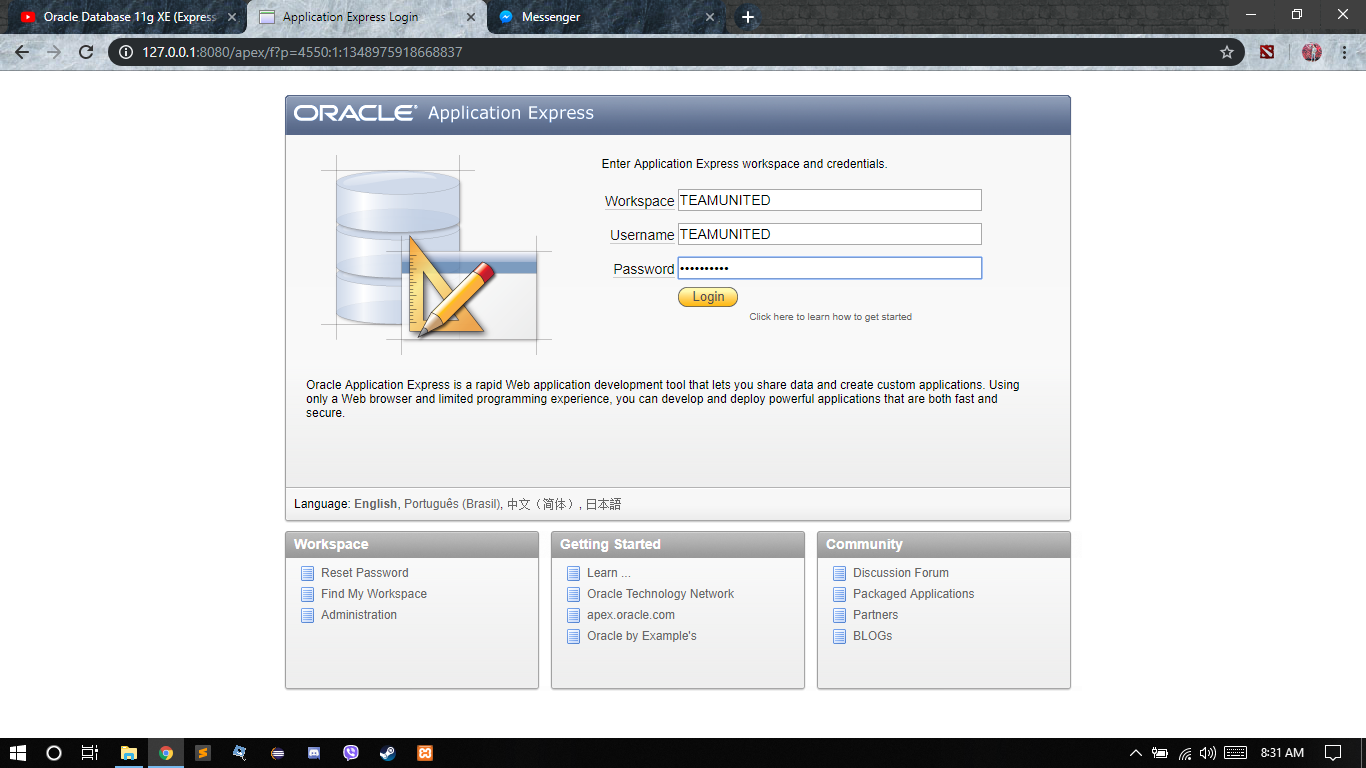 Oracle Database 11g XE (Express
Application Express Login
Messenger
127.0.0.1:8080/apex/f?p=4550:1:1348975918668837
ORACLE Application Express
Enter Application Express workspace and credentials.
Workspace TEAMUNITED
Username TEAMUNITED
Password ••••••••••
Login
Click here to learn how to get started
Oracle Application Express is a rapid Web application development tool that lets you share data and create custom applications. Using
only a Web browser and limited programming experience, you can develop and deploy powerful applications that are both fast and
secure.
Language: English, Português (Brasil), 中文（简体）, 日本語
Workspace
Reset Password
Find My Workspace
Administration
Getting Started
Learn ...
Oracle Technology Network
apex.oracle.com
Oracle by Example's
Community
Discussion Forum
Packaged Applications
Partners
BLOGs
8:31 AM